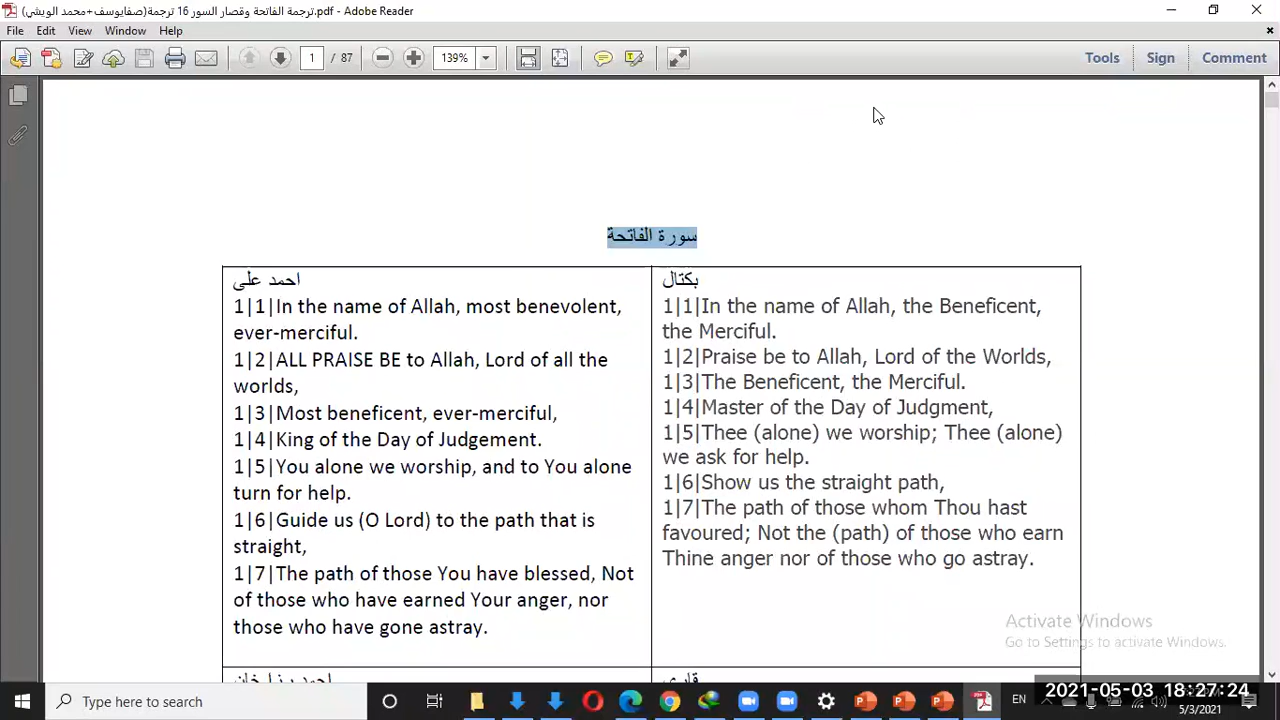 ترجمة الفاتحة وقصار السور 16 ترجمة(صفايوسف+محمد الويشي).pdf - Adobe Reader
File Edit View Window Help
1 / 87 139% Tools Sign Comment
سورة الفاتحة
احمد على
1|1|In the name of Allah, most benevolent,
ever-merciful.
1|2|ALL PRAISE BE to Allah, Lord of all the
worlds,
1|3|Most beneficent, ever-merciful,
1|4|King of the Day of Judgement.
1|5|You alone we worship, and to You alone
turn for help.
1|6|Guide us (O Lord) to the path that is
straight,
1|7|The path of those You have blessed, Not
of those who have earned Your anger, nor
those who have gone astray.
بكتال
1|1|In the name of Allah, the Beneficent,
the Merciful.
1|2|Praise be to Allah, Lord of the Worlds,
1|3|The Beneficent, the Merciful.
1|4|Master of the Day of Judgment,
1|5|Thee (alone) we worship; Thee (alone)
we ask for help.
1|6|Show us the straight path,
1|7|The path of those whom Thou hast
favoured; Not the (path) of those who earn
Thine anger nor of those who go astray.
احمد رضا خان
قارى
Activate Windows
Go to Settings to activate Windows.
Type here to search
EN
2021-05-03 18:27:24
5/3/2021